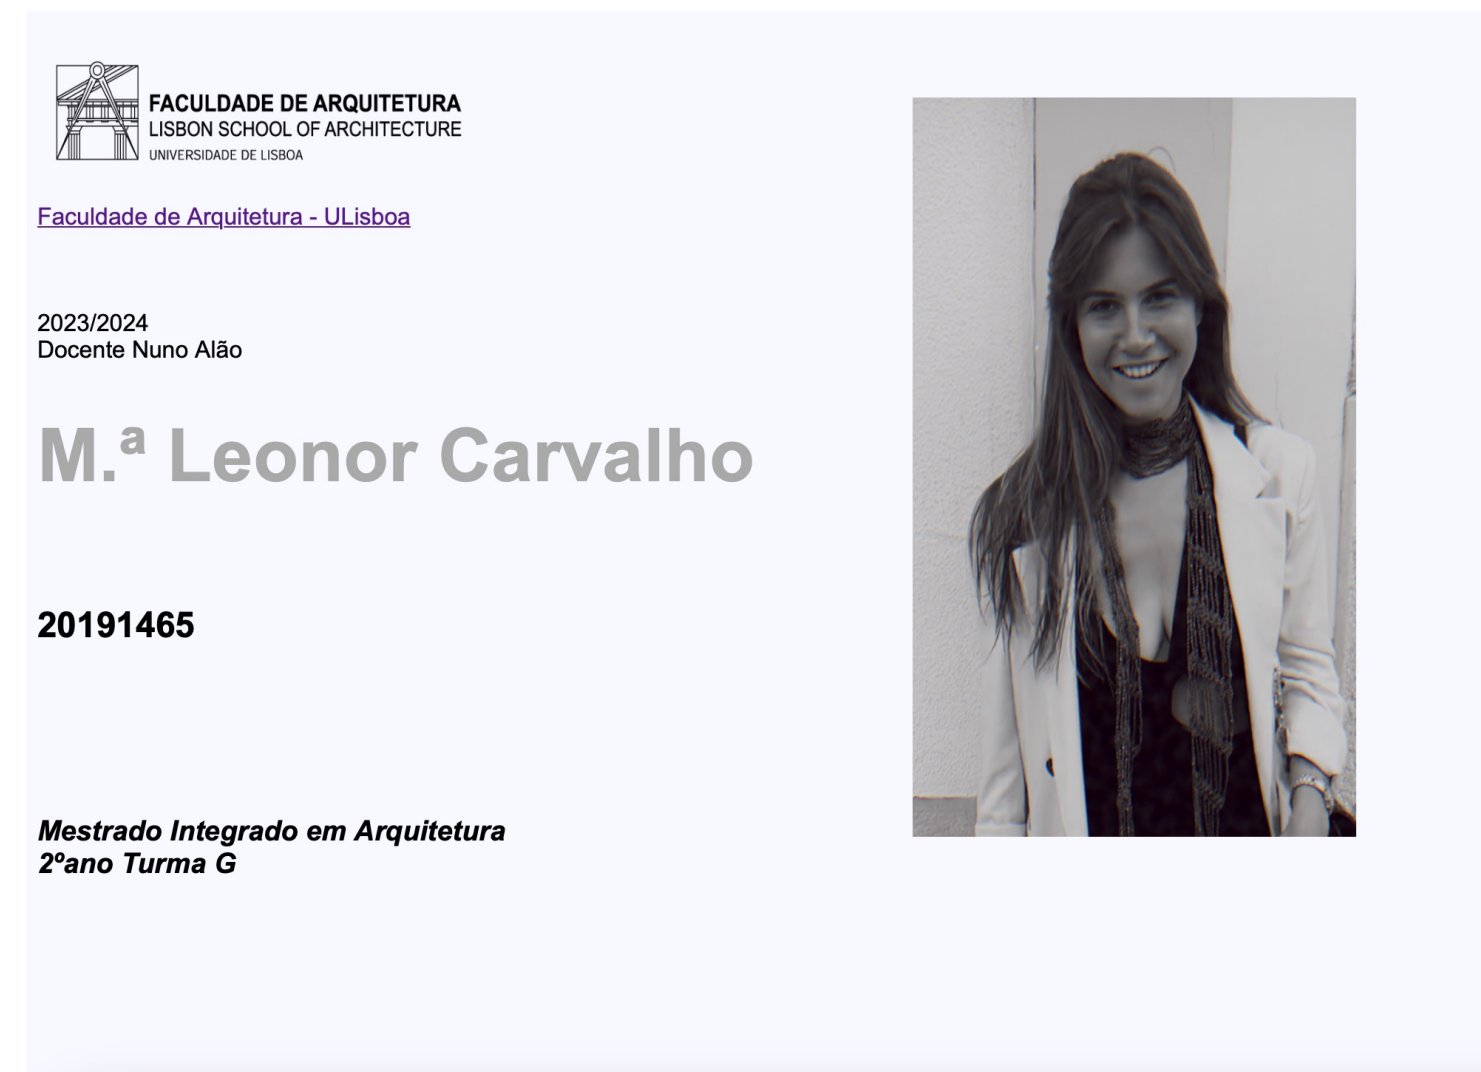 FACULDADE DE ARQUITETURA
LISBON SCHOOL OF ARCHITECTURE
UNIVERSIDADE DE LISBOA
Faculdade de Arquitetura - ULisboa
2023/2024
Docente Nuno Alão
M.ª Leonor Carvalho
20191465
Mestrado Integrado em Arquitetura
2ºano Turma G